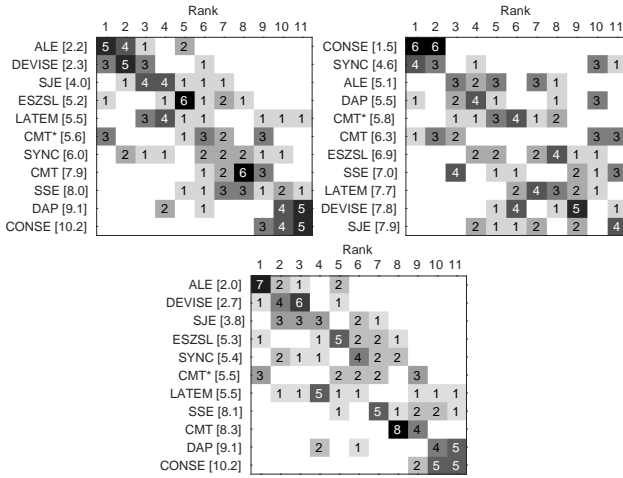 Rank
1 2 3 4 5 6 7 8 9 10 11
ALE [2.2] 5 4 1 2
DEVISE [2.3] 3 5 3 1
SJE [4.0] 1 4 4 1 1 1
ESZSL [5.2] 1 1 6 1 2 1
LATEM [5.5] 3 4 1 1 1 1 1
CMT* [5.6] 3 1 3 2 3
SYNC [6.0] 2 1 1 2 2 2 1 1
CMT [7.9] 1 2 6 3
SSE [8.0] 1 1 3 3 1 2 1
DAP [9.1] 2 1 4 5
CONSE [10.2] 3 4 5
Rank
1 2 3 4 5 6 7 8 9 10 11
CONSE [1.5] 6 6
SYNC [4.6] 4 3 1 3 1
ALE [5.1] 3 2 3 3 1
DAP [5.5] 1 2 4 1 1 3
CMT* [5.8] 1 1 3 4 1 2
CMT [6.3] 1 3 2 3 3
ESZSL [6.9] 2 2 2 4 1 1
SSE [7.0] 4 1 1 2 1 3
LATEM [7.7] 2 4 3 2 1
DEVISE [7.8] 1 4 1 5 1
SJE [7.9] 2 1 1 2 2 4
Rank
1 2 3 4 5 6 7 8 9 10 11
ALE [2.0] 7 2 1 2
DEVISE [2.7] 1 4 6 1
SJE [3.8] 3 3 3 2 1
ESZSL [5.3] 1 1 5 2 2 1
SYNC [5.4] 2 1 1 4 2 2
CMT* [5.5] 3 2 2 2 3
LATEM [5.5] 1 1 5 1 1 1 1 1
SSE [8.1] 1 5 1 2 2 1
CMT [8.3] 8 4
DAP [9.1] 2 1 4 5
CONSE [10.2] 2 5 5